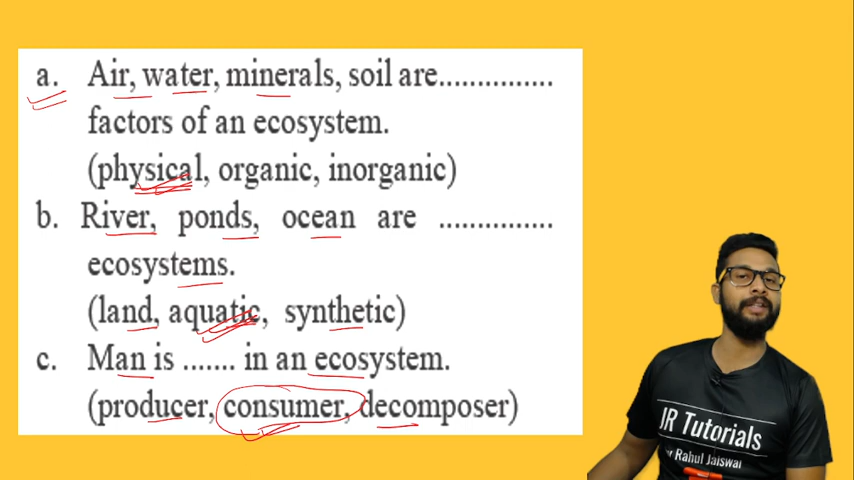 a. Air, water, minerals, soil are...............
factors of an ecosystem.
(physical, organic, inorganic)
b. River, ponds, ocean are ...............
ecosystems.
(land, aquatic, synthetic)
c. Man is ....... in an ecosystem.
(producer, consumer, decomposer)
JR Tutorials
by Rahul Jaiswal